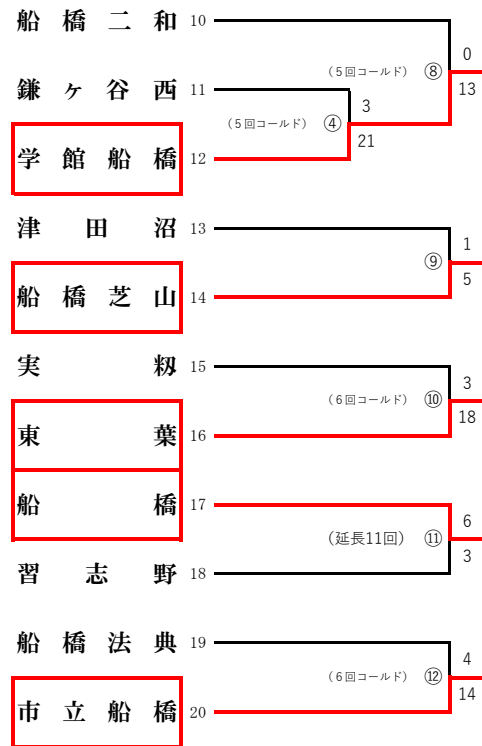 船橋二和 10
0
(5回コールド) ⑧
13
鎌ヶ谷西 11
3
(5回コールド) ④
21
学館船橋 12
津田沼 13
1
⑨
5
船橋芝山 14
実籾 15
3
(6回コールド) ⑩
18
東葉 16
船橋 17
6
(延長11回) ⑪
3
習志野 18
船橋法典 19
4
(6回コールド) ⑫
14
市立船橋 20